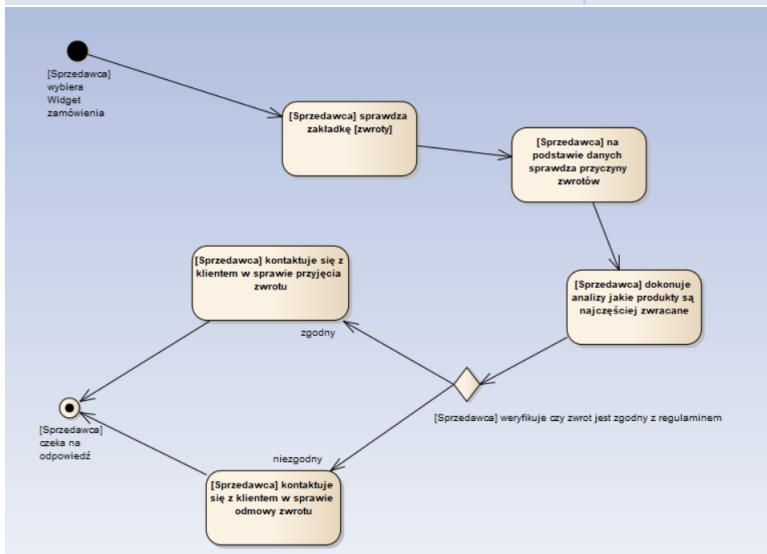 [Sprzedawca]
wybiera
Widget
zamówienia
[Sprzedawca] sprawdza
zakładkę [zwroty]
[Sprzedawca] na
podstawie danych
sprawdza przyczyny
zwrotów
[Sprzedawca] dokonuje
analizy jakie produkty są
najczęściej zwracane
[Sprzedawca] weryfikuje czy zwrot jest zgodny z regulaminem
zgodny
[Sprzedawca] kontaktuje się z
klientem w sprawie przyjęcia
zwrotu
niezgodny
[Sprzedawca] kontaktuje
się z klientem w sprawie
odmowy zwrotu
[Sprzedawca]
czeka na
odpowiedź